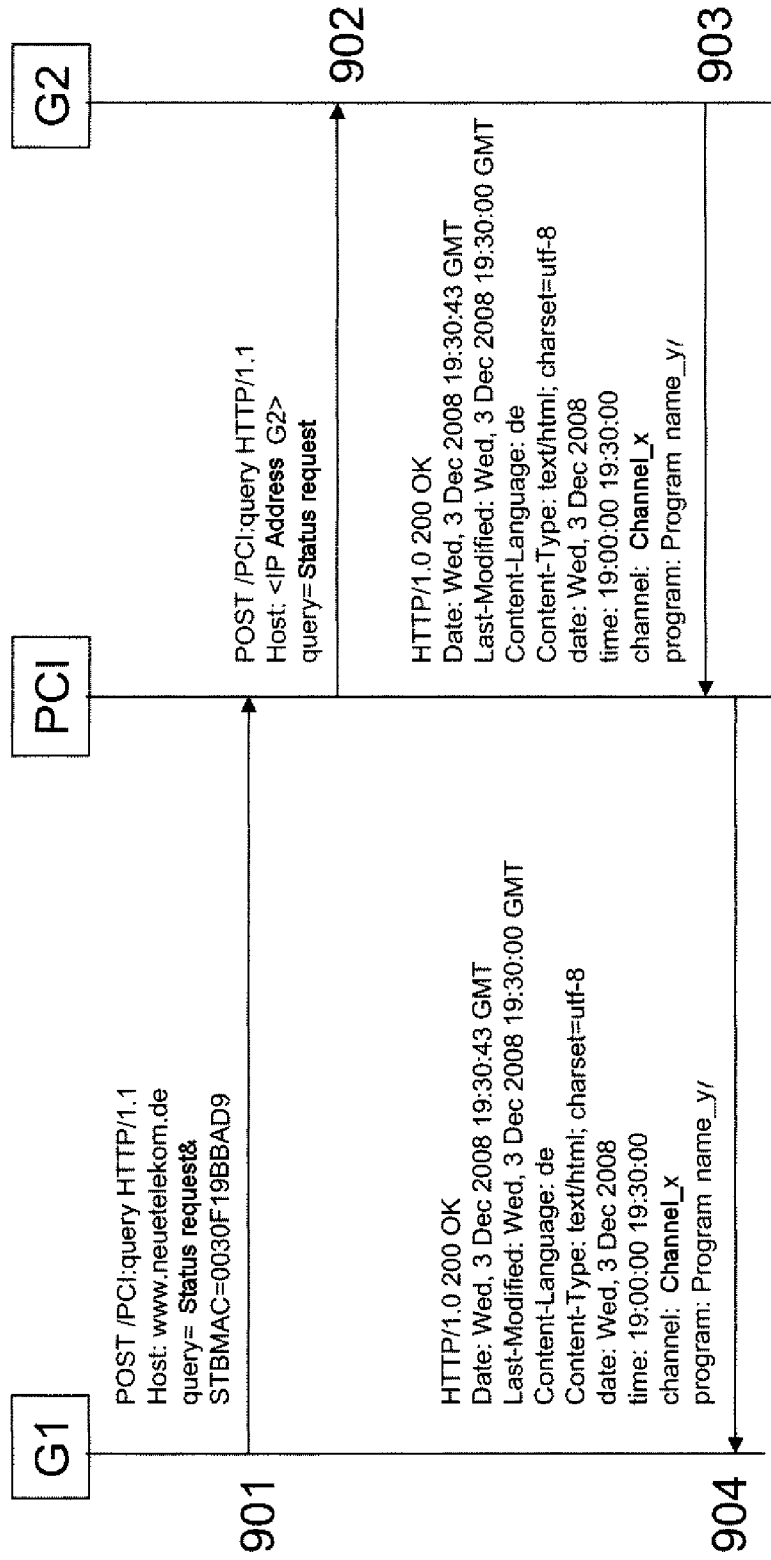 G1
PCI
G2
901
POST /PCI:query HTTP/1.1
Host: www.neuetelekom.de
query= Status request&
STBMAC=0030F19BBAD9
POST /PCI:query HTTP/1.1
Host: <IP Address G2>
query=Status request
902
HTTP/1.0 200 OK
Date: Wed, 3 Dec 2008 19:30:43 GMT
Last-Modified: Wed, 3 Dec 2008 19:30:00 GMT
Content-Language: de
Content-Type: text/html; charset=utf-8
date: Wed, 3 Dec 2008
time: 19:00:00 19:30:00
channel: Channel_x
program: Program name_y/
903
HTTP/1.0 200 OK
Date: Wed, 3 Dec 2008 19:30:43 GMT
Last-Modified: Wed, 3 Dec 2008 19:30:00 GMT
Content-Language: de
Content-Type: text/html; charset=utf-8
date: Wed, 3 Dec 2008
time: 19:00:00 19:30:00
channel: Channel_x
program: Program name_y/
904